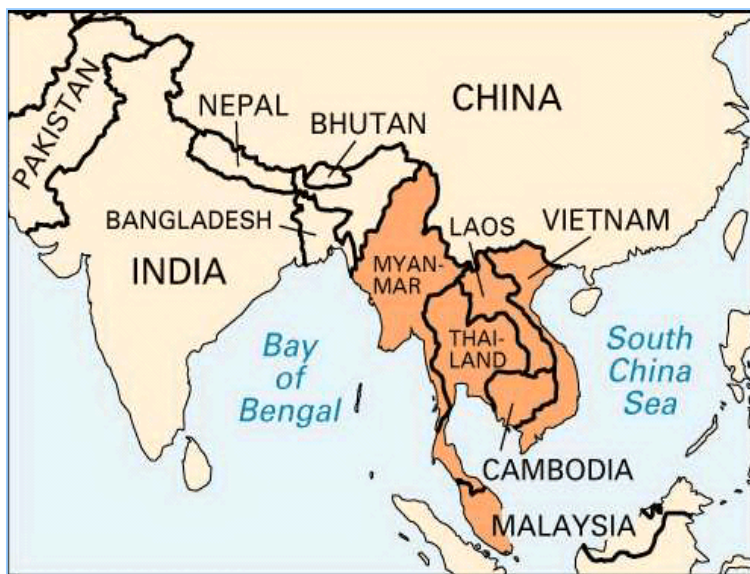 PAKISTAN
NEPAL
BHUTAN
CHINA
BANGLADESH
INDIA
MYAN-
MAR
LAOS
VIETNAM
THAI-
LAND
Bay
of
Bengal
South
China
Sea
CAMBODIA
MALAYSIA